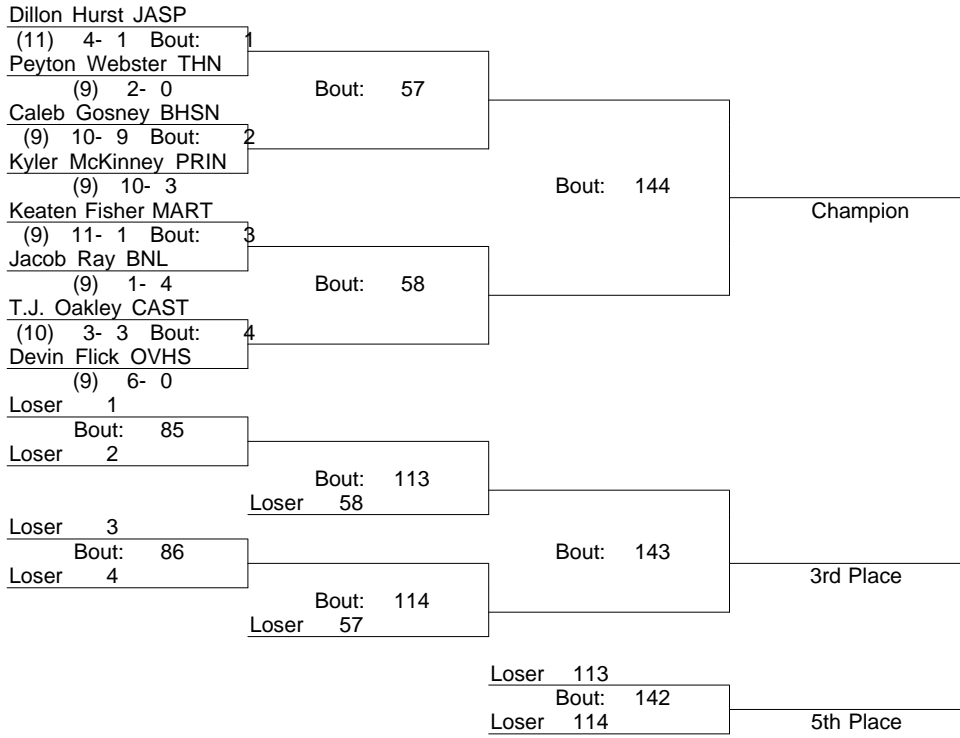 Dillon Hurst JASP
(11) 4- 1 Bout: 1
Peyton Webster THN
(9) 2- 0
Bout: 57
Caleb Gosney BHSN
(9) 10- 9 Bout: 2
Kyler McKinney PRIN
(9) 10- 3
Bout: 144
Keaten Fisher MART
Champion
(9) 11- 1 Bout: 3
Jacob Ray BNL
(9) 1- 4
Bout: 58
T.J. Oakley CAST
(10) 3- 3 Bout: 4
Devin Flick OVHS
(9) 6- 0
Loser 1
Bout: 85
Loser 2
Bout: 113
Loser 58
Loser 3
Bout: 86
Bout: 143
Loser 4
3rd Place
Bout: 114
Loser 57
Loser 113
Bout: 142
Loser 114
5th Place